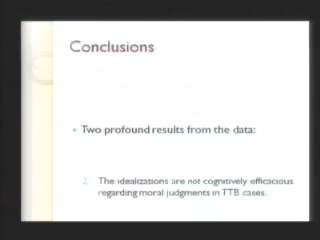 Conclusions
Two profound results from the data:
2. The idealizations are not cognitively efficacious
regarding moral judgments in TTB cases.